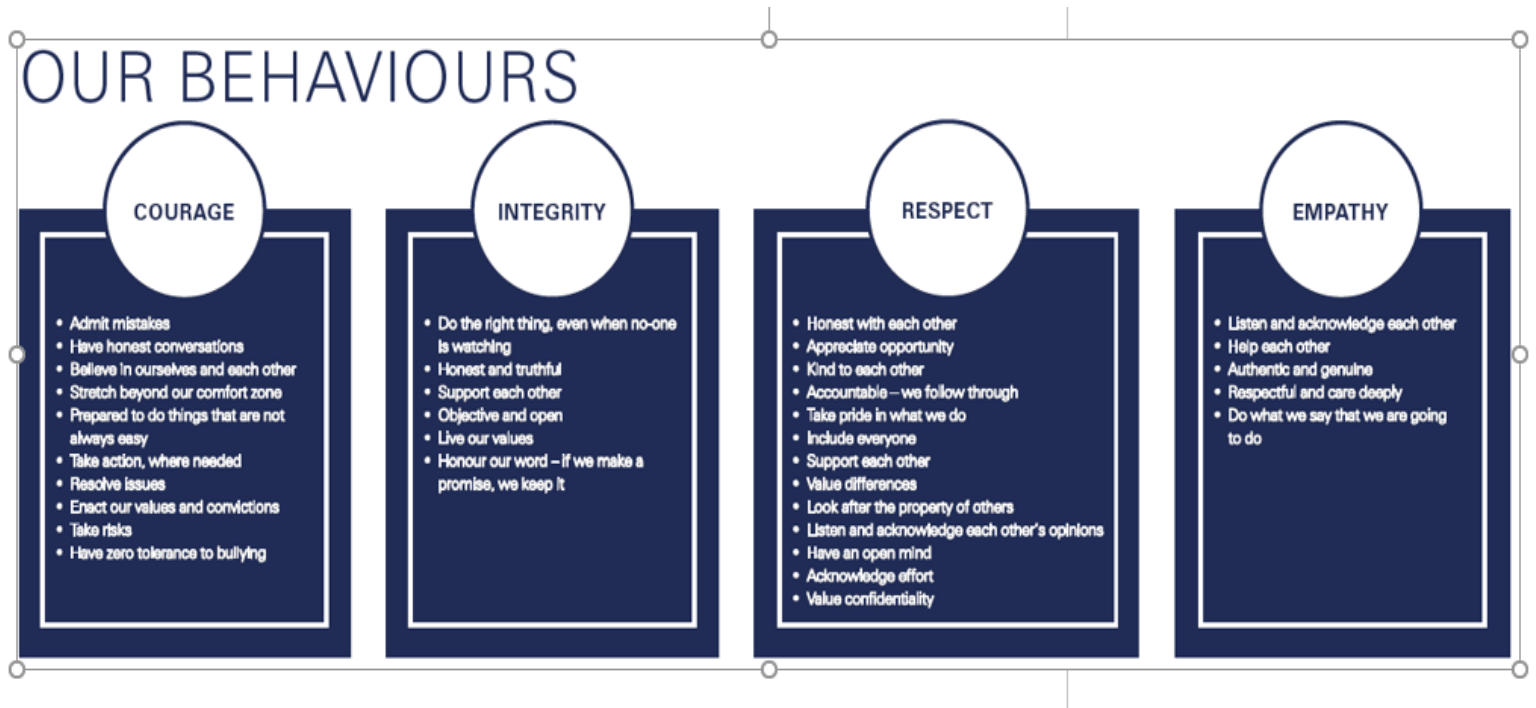 OUR BEHAVIOURS
COURAGE
• Admit mistakes
• Have honest conversations
• Believe in ourselves and each other
• Stretch beyond our comfort zone
• Prepared to do things that are not
always easy
• Take action, where needed
• Resolve issues
• Enact our values and convictions
• Take risks
• Have zero tolerance to bullying
INTEGRITY
• Do the right thing, even when no-one
is watching
• Honest and truthful
• Support each other
• Objective and open
• Live our values
• Honour our word – if we make a
promise, we keep it
RESPECT
• Honest with each other
• Appreciate opportunity
• Kind to each other
• Accountable – we follow through
• Take pride in what we do
• Include everyone
• Support each other
• Value differences
• Look after the property of others
• Listen and acknowledge each other's opinions
• Have an open mind
• Acknowledge effort
• Value confidentiality
EMPATHY
• Listen and acknowledge each other
• Help each other
• Authentic and genuine
• Respectful and care deeply
• Do what we say that we are going
to do